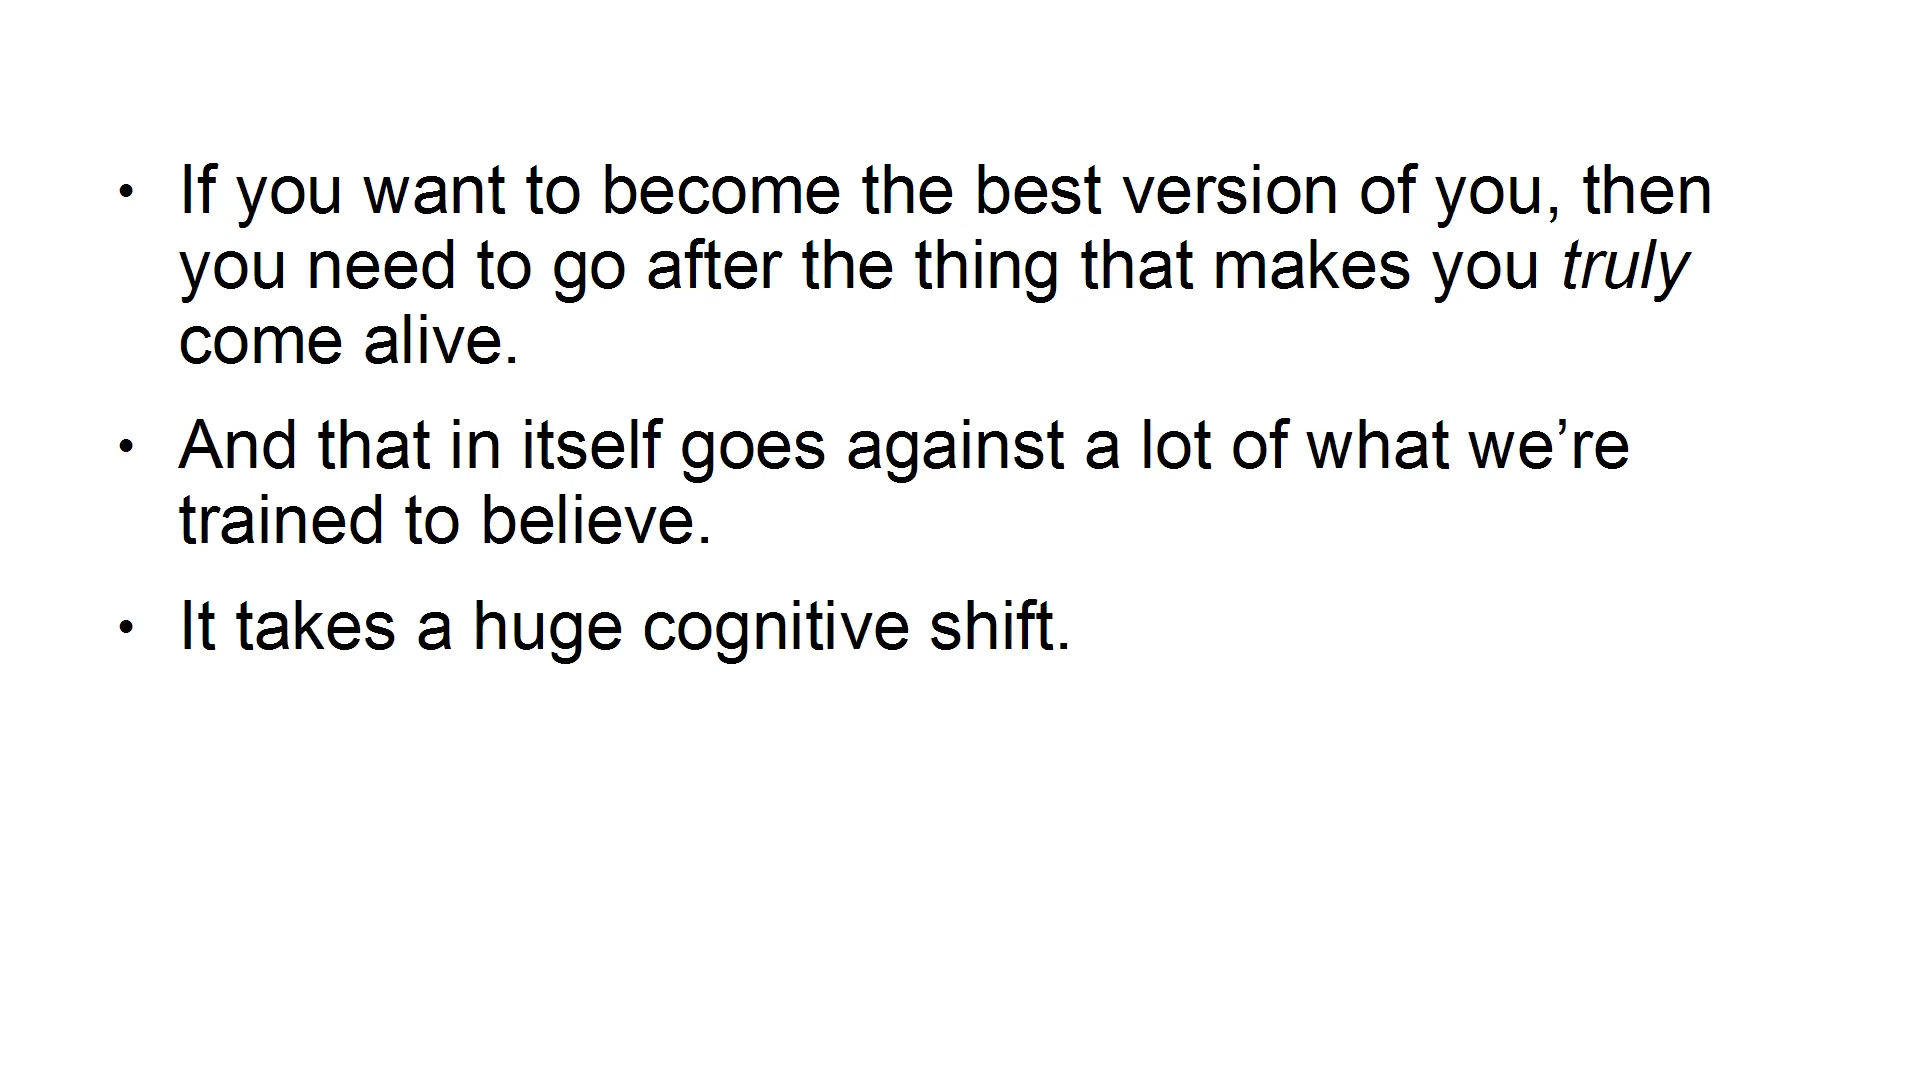 • If you want to become the best version of you, then
you need to go after the thing that makes you truly
come alive.
• And that in itself goes against a lot of what we’re
trained to believe.
• It takes a huge cognitive shift.